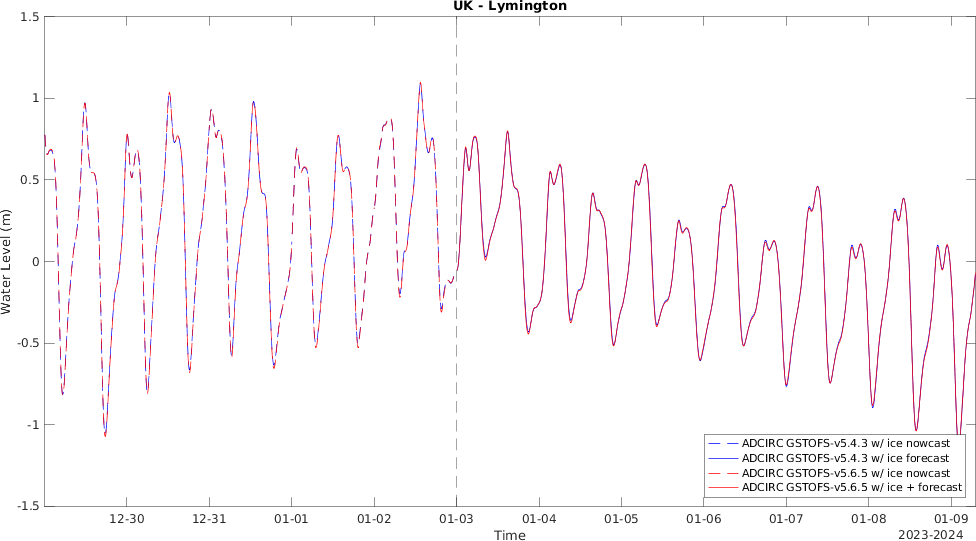 UK - Lymington
1.5
1
0.5
0
-0.5
-1
-1.5
Water Level (m)
12-30
12-31
01-01
01-02
01-03
01-04
01-05
01-06
01-07
01-08
01-09
Time
2023-2024
ADCIRC GSTOFS-v5.4.3 w/ ice nowcast
ADCIRC GSTOFS-v5.4.3 w/ ice forecast
ADCIRC GSTOFS-v5.6.5 w/ ice nowcast
ADCIRC GSTOFS-v5.6.5 w/ ice + forecast